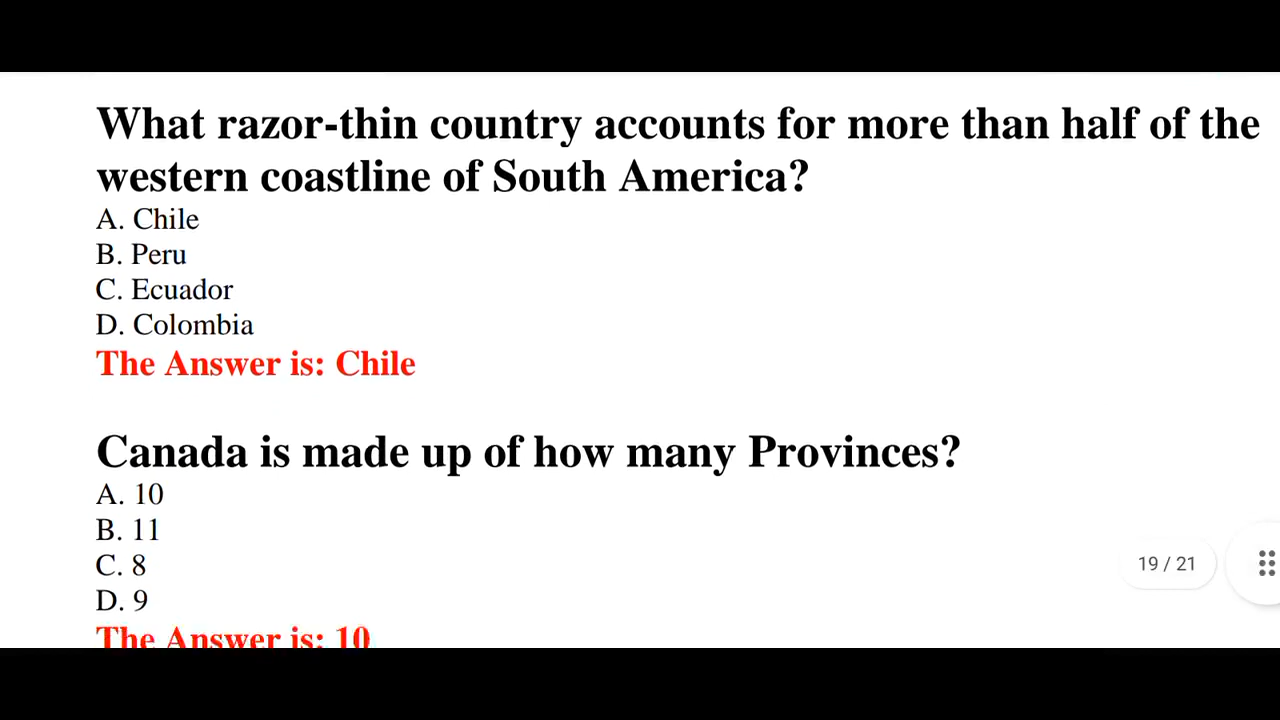 What razor-thin country accounts for more than half of the
western coastline of South America?
A. Chile
B. Peru
C. Ecuador
D. Colombia
The Answer is: Chile
Canada is made up of how many Provinces?
A. 10
B. 11
C. 8
D. 9
19 / 21
The Answer is: 10